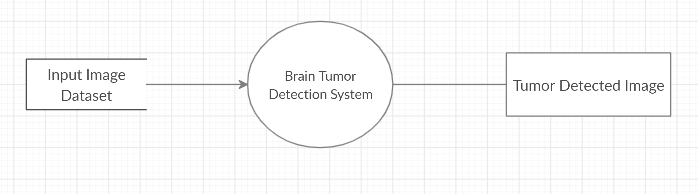 Input Image
Dataset
Brain Tumor
Detection System
Tumor Detected Image